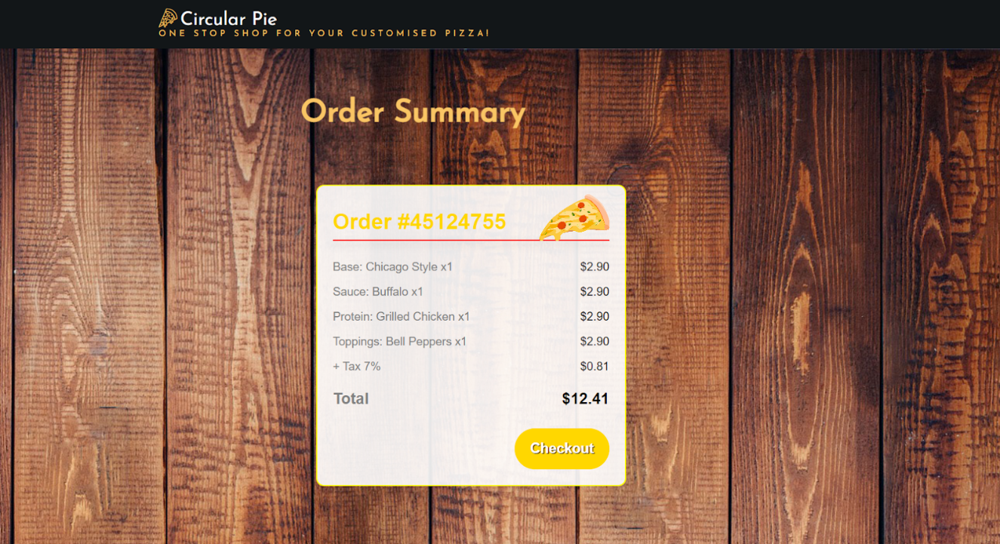 Circular Pie
ONE STOP SHOP FOR YOUR CUSTOMISED PIZZA!
Order Summary
Order #45124755
Base: Chicago Style x1 $2.90
Sauce: Buffalo x1 $2.90
Protein: Grilled Chicken x1 $2.90
Toppings: Bell Peppers x1 $2.90
+ Tax 7% $0.81
Total $12.41
Checkout